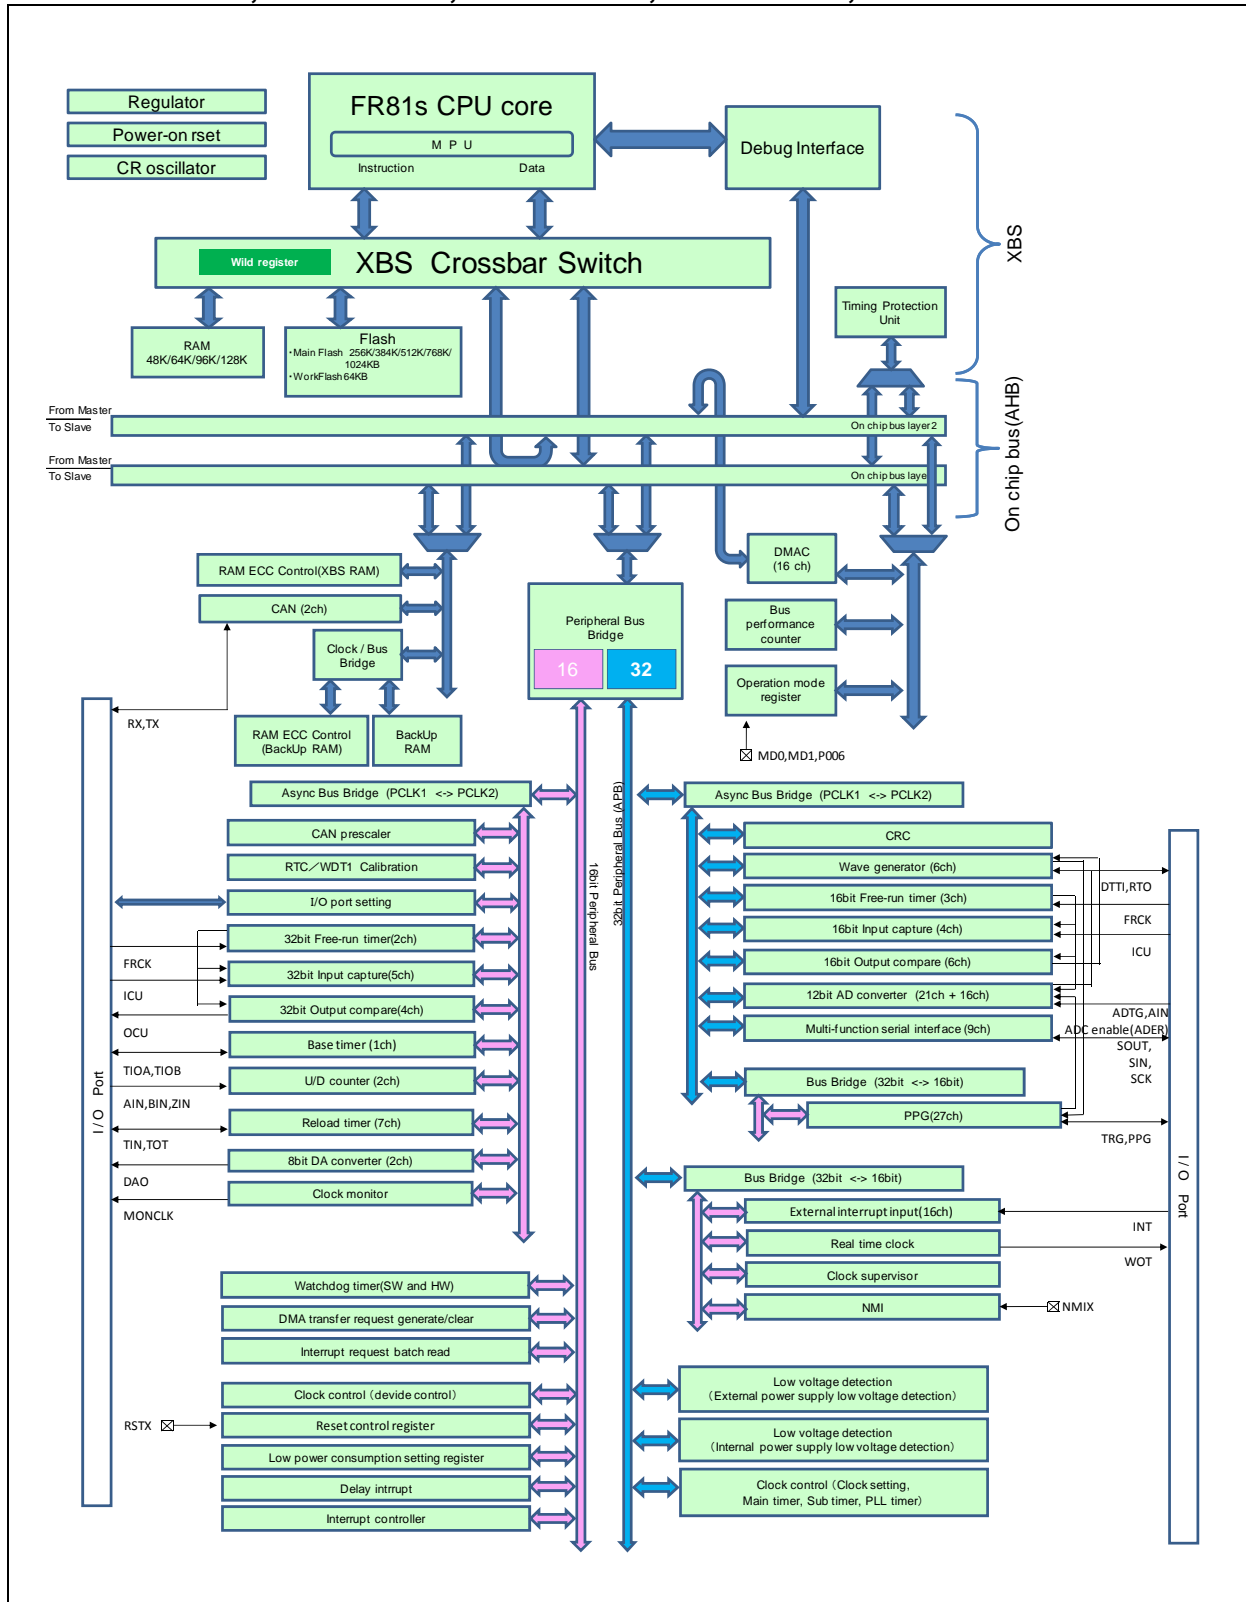 Regulator
Power-on rset
CR oscillator
FR81s CPU core
M P U
Instruction
Data
Debug Interface
XBS
Wild register
XBS Crossbar Switch
RAM
48K/64K/96K/128K
Flash
・Main Flash 256K/384K/512K/768K/
1024KB
・WorkFlash64KB
Timing Protection
Unit
From Master
To Slave
On chip bus layer2
From Master
To Slave
On chip bus laye
On chip bus(AHB)
RAM ECC Control(XBS RAM)
CAN (2ch)
Clock / Bus
Bridge
RAM ECC Control
(BackUp RAM)
BackUp
RAM
Peripheral Bus
Bridge
16
32
DMAC
(16 ch)
Bus
performance
counter
Operation mode
register
MD0,MD1,P006
RX,TX
Async Bus Bridge (PCLK1 <-> PCLK2)
CAN prescaler
RTC／WDT1 Calibration
I/O port setting
32bit Free-run timer(2ch)
FRCK
32bit Input capture(5ch)
ICU
32bit Output compare(4ch)
OCU
Base timer (1ch)
TIOA,TIOB
U/D counter (2ch)
AIN,BIN,ZIN
Reload timer (7ch)
TIN,TOT
8bit DA converter (2ch)
DAO
Clock monitor
MONCLK
I / O Port
16bit Peripheral Bus
32bit Peripheral Bus (APB)
Async Bus Bridge (PCLK1 <-> PCLK2)
CRC
Wave generator (6ch)
DTTI,RTO
16bit Free-run timer (3ch)
FRCK
16bit Input capture (4ch)
ICU
16bit Output compare (6ch)
12bit AD converter (21ch + 16ch)
ADTG,AIN
ADC enable(ADER)
Multi-function serial interface (9ch)
SOUT,
SIN,
SCK
Bus Bridge (32bit <-> 16bit)
PPG(27ch)
TRG,PPG
I / O Port
Bus Bridge (32bit <-> 16bit)
External interrupt input(16ch)
INT
Real time clock
WOT
Clock supervisor
NMI
NMIX
Watchdog timer(SW and HW)
DMA transfer request generate/clear
Interrupt request batch read
Clock control（devide control）
RSTX
Reset control register
Low power consumption setting register
Delay intrrupt
Interrupt controller
Low voltage detection
（External power supply low voltage detection）
Low voltage detection
（Internal power supply low voltage detection）
Clock control（Clock setting,
Main timer, Sub timer, PLL timer）